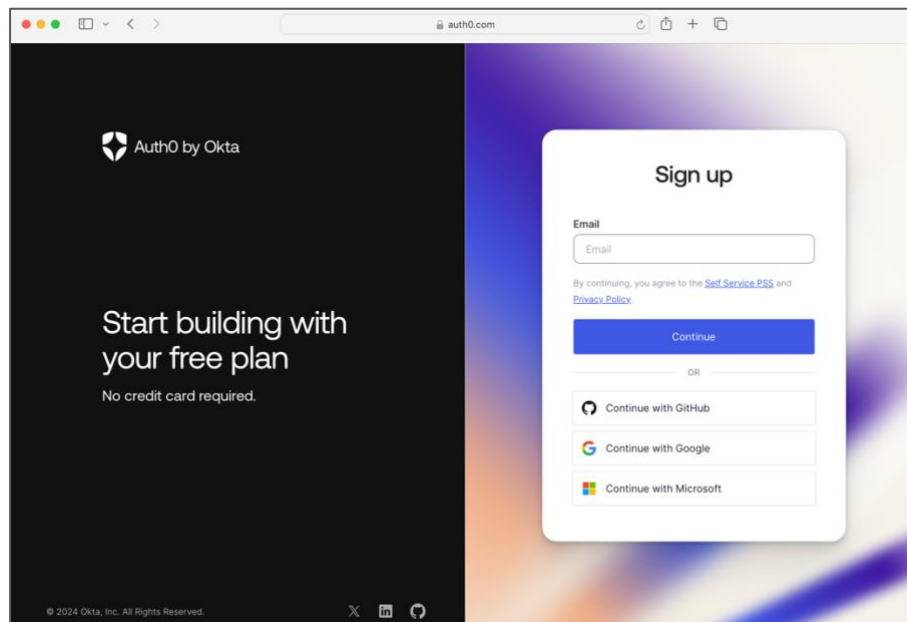 auth0.com
Auth0 by Okta
Start building with
your free plan
No credit card required.
© 2024 Okta, Inc. All Rights Reserved.
Sign up
Email
Email
By continuing, you agree to the Self Service PSS and
Privacy Policy.
Continue
OR
Continue with GitHub
Continue with Google
Continue with Microsoft